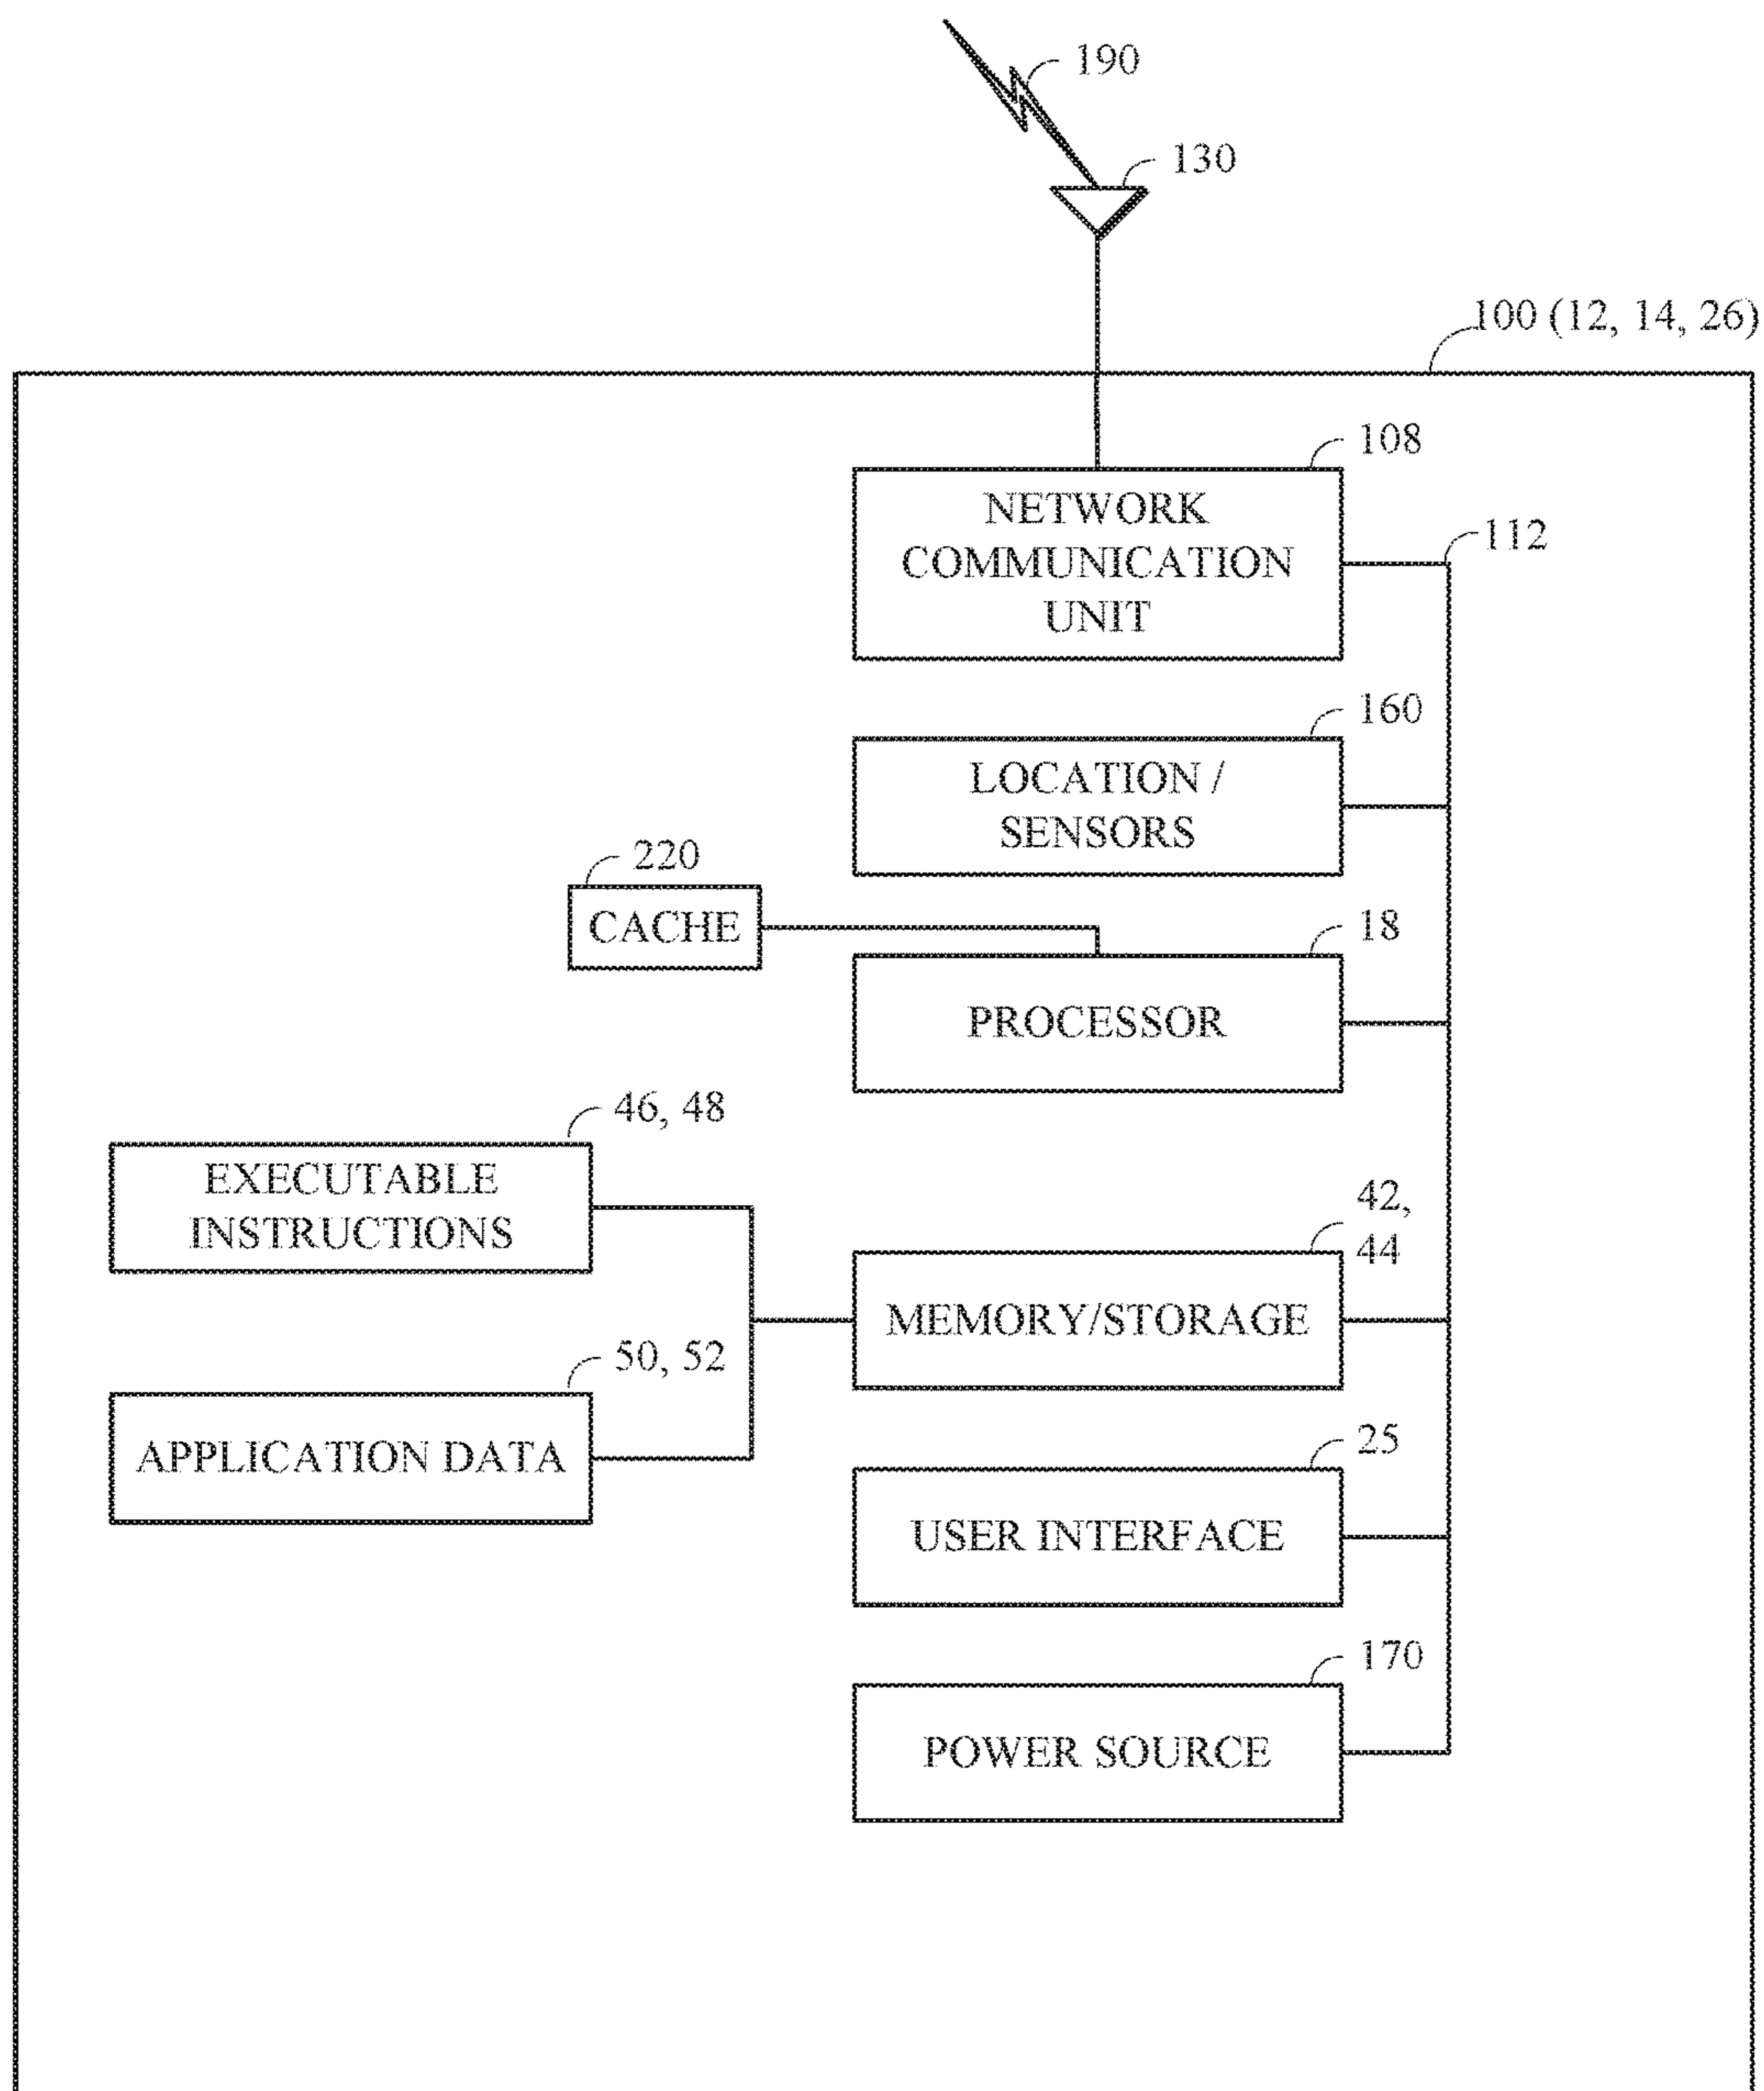 190
130
100 (12, 14, 26)
108
NETWORK
COMMUNICATION
UNIT
112
160
LOCATION /
SENSORS
220
CACHE
18
PROCESSOR
46, 48
EXECUTABLE
INSTRUCTIONS
42,
44
MEMORY/STORAGE
50, 52
APPLICATION DATA
25
USER INTERFACE
170
POWER SOURCE